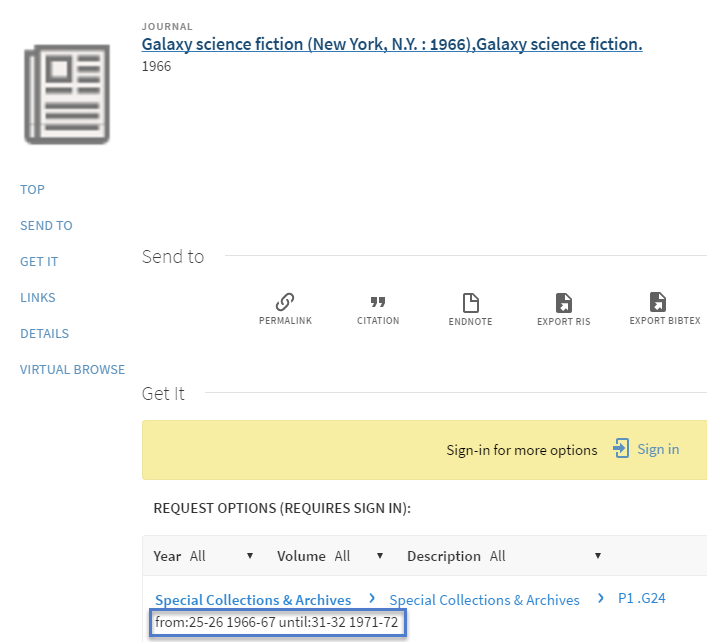 JOURNAL
Galaxy science fiction (New York, N.Y. : 1966),Galaxy science fiction.
1966
TOP
SEND TO
GET IT
LINKS
DETAILS
VIRTUAL BROWSE
Send to
PERMALINK CITATION ENDNOTE EXPORT RIS EXPORT BIBTEX
Get It
Sign-in for more options Sign in
REQUEST OPTIONS (REQUIRES SIGN IN):
Year All Volume All Description All
Special Collections & Archives Special Collections & Archives P1 .G24
from:25-26 1966-67 until:31-32 1971-72